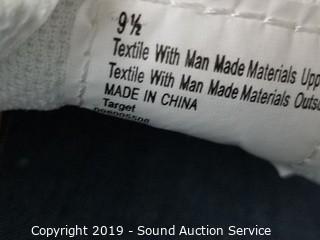 9½
Textile With Man Made Materials Upp
Textile With Man Made Materials Outso
MADE IN CHINA
Target
Copyright 2019 - Sound Auction Service